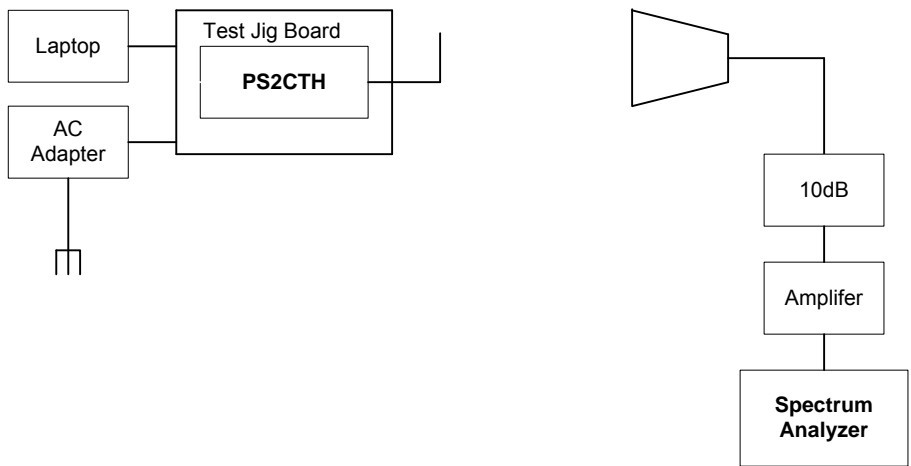 Laptop
Test Jig Board
PS2CTH
AC
Adapter
10dB
Amplifer
Spectrum
Analyzer